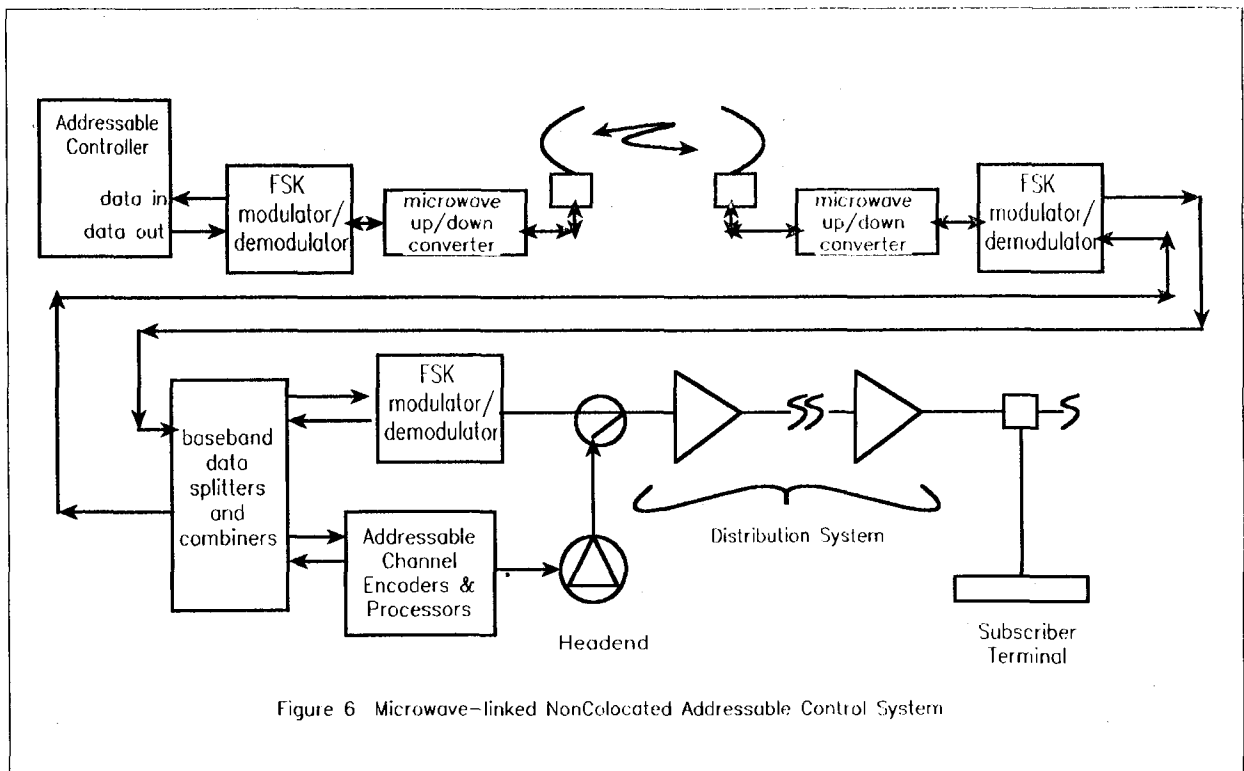 Addressable
Controller
data in
data out
FSK
modulator/
demodulator
microwave
up/down
converter
microwave
up/down
converter
FSK
modulator/
demodulator
baseband
data
splitters
and
combiners
FSK
modulator/
demodulator
Addressable
Channel
Encoders &
Processors
Headend
Distribution System
Subscriber
Terminal
Figure 6 Microwave-linked NonColocated Addressable Control System